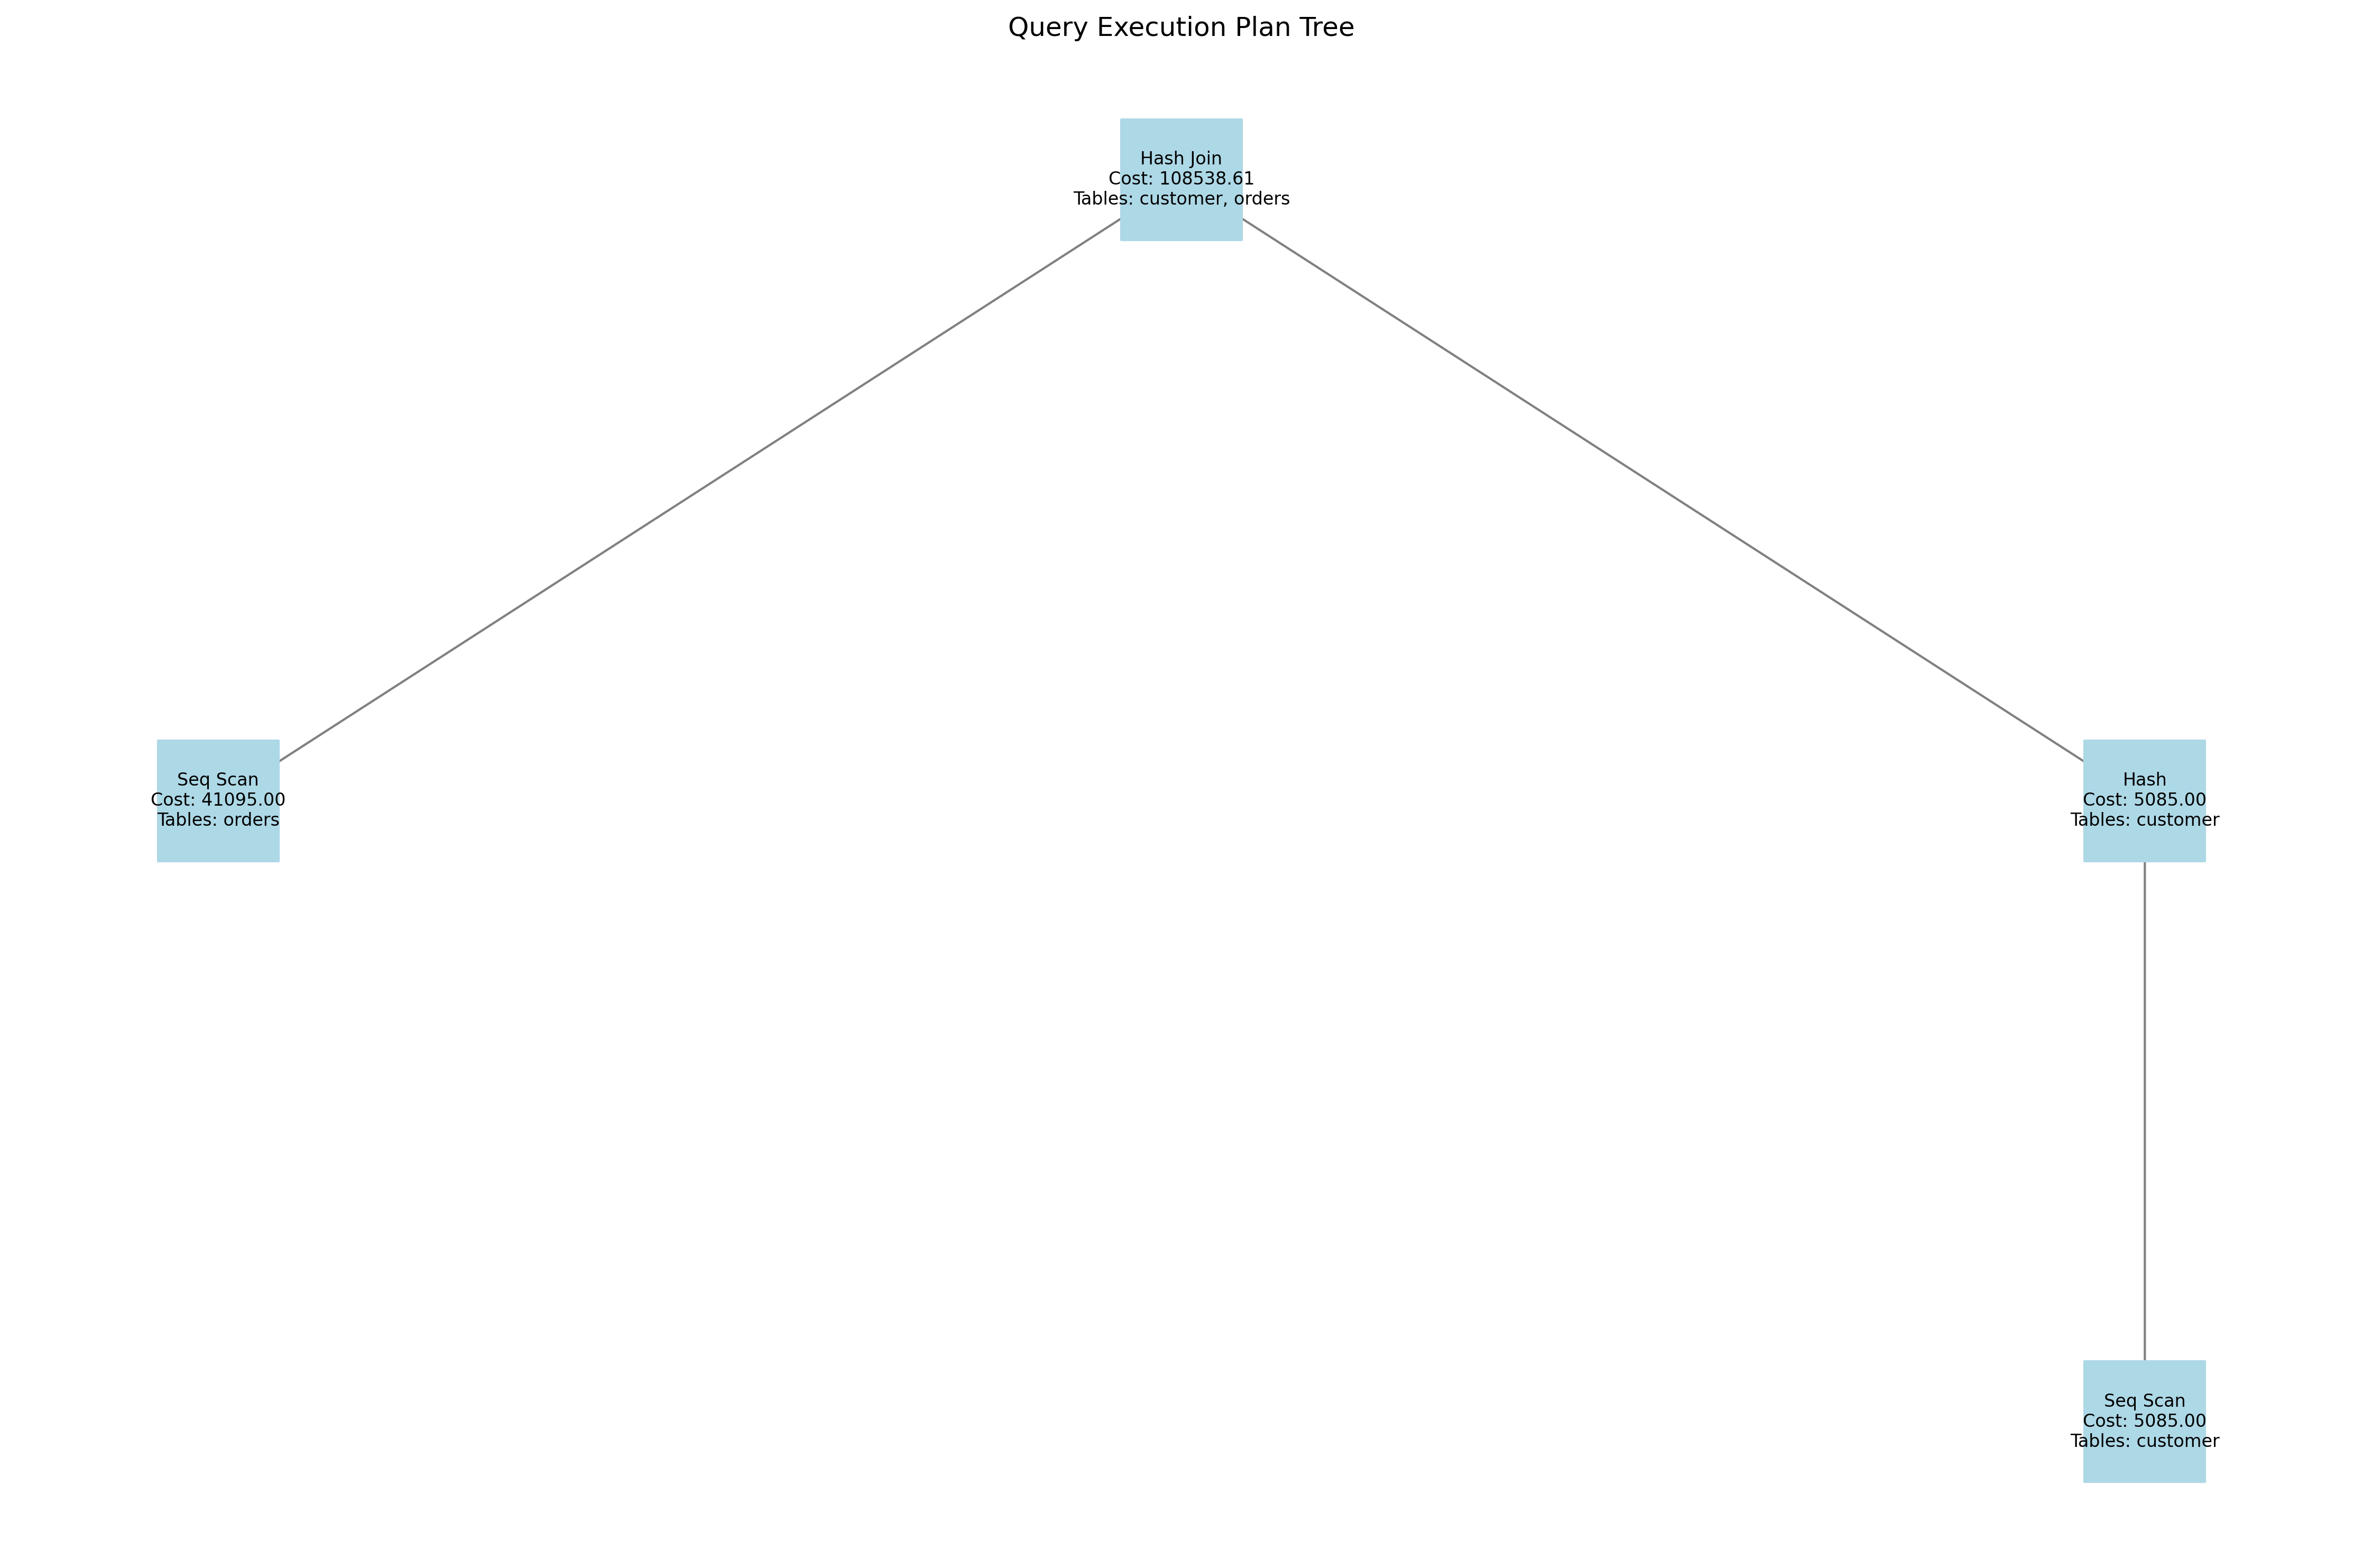 Query Execution Plan Tree
Hash Join
Cost: 108538.61
Tables: customer, orders
Seq Scan
Cost: 41095.00
Tables: orders
Hash
Cost: 5085.00
Tables: customer
Seq Scan
Cost: 5085.00
Tables: customer